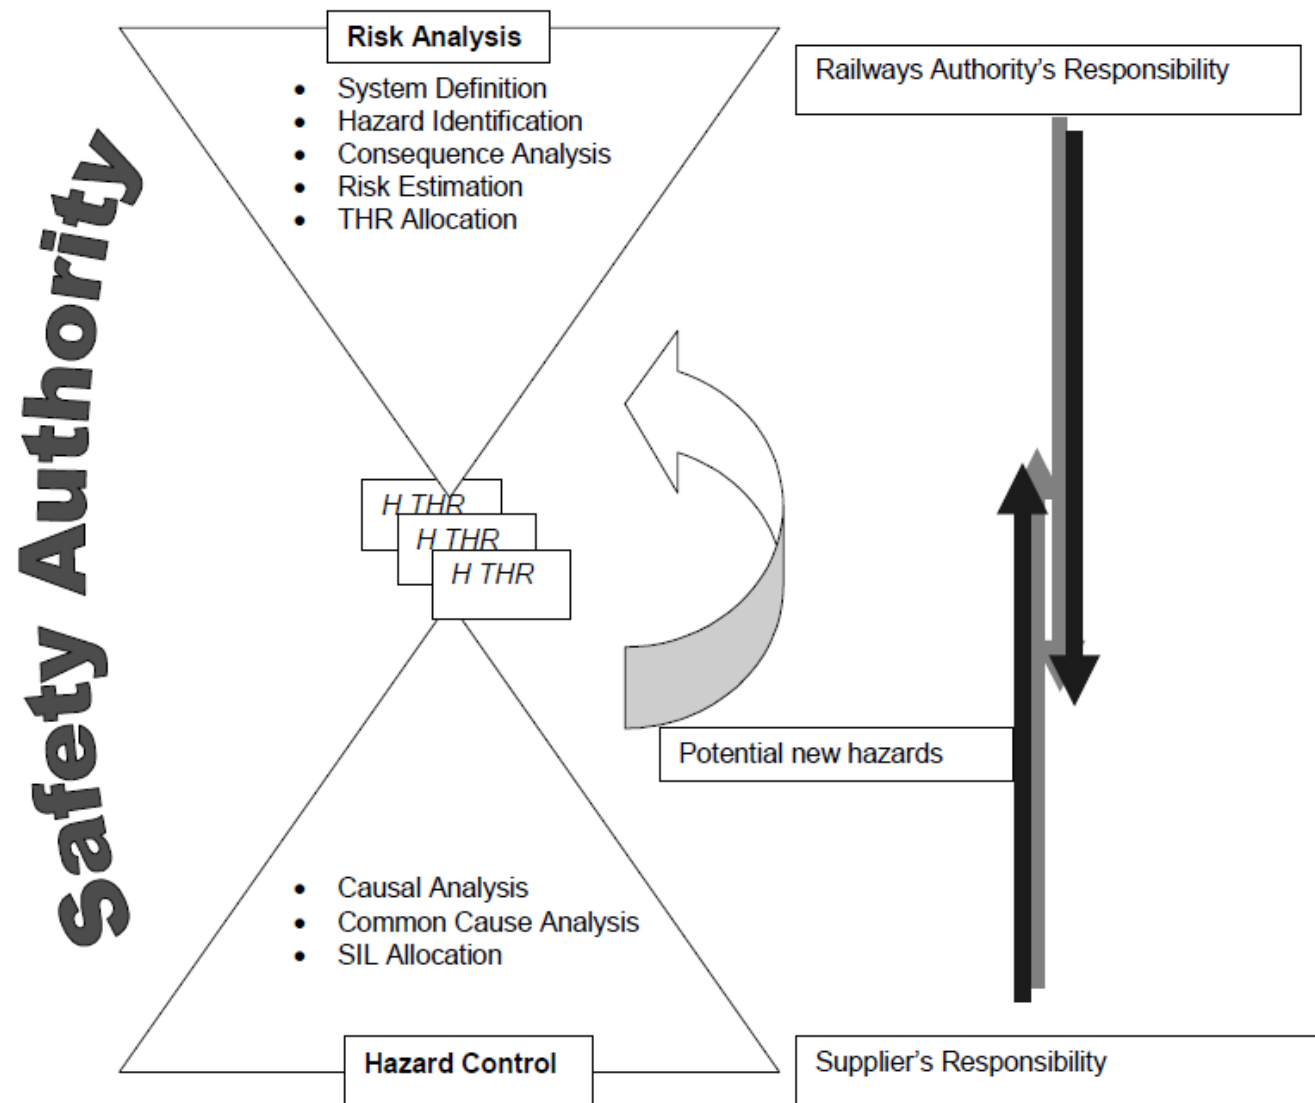 Safety Authority
Risk Analysis
• System Definition
• Hazard Identification
• Consequence Analysis
• Risk Estimation
• THR Allocation
Railways Authority's Responsibility
H THR
H THR
H THR
Potential new hazards
• Causal Analysis
• Common Cause Analysis
• SIL Allocation
Hazard Control
Supplier's Responsibility